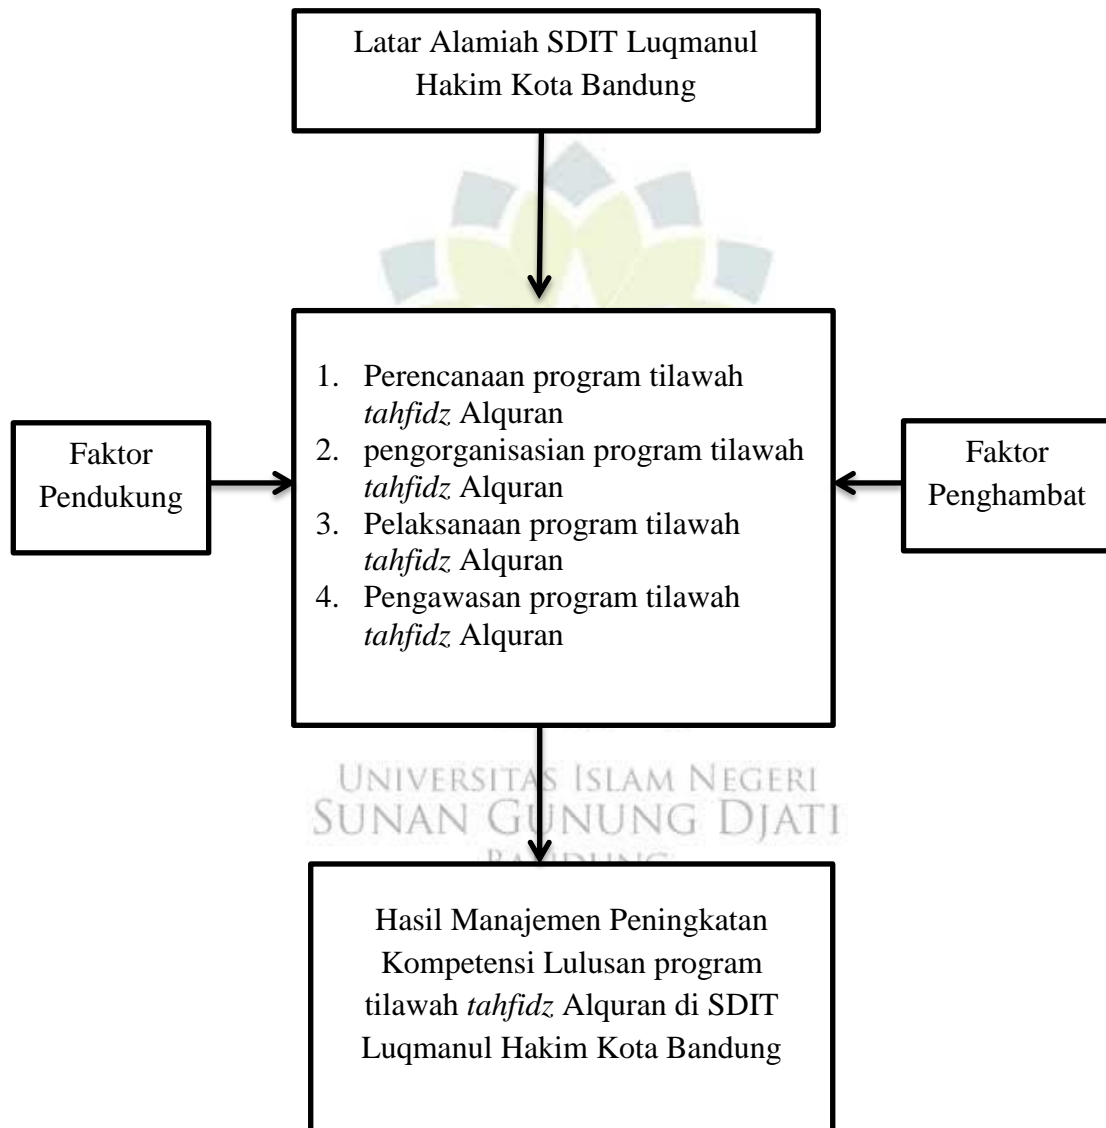 Latar Alamiah SDIT Luqmanul
Hakim Kota Bandung
1. Perencanaan program tilawah
tahfidz Alquran
2. pengorganisasian program tilawah
tahfidz Alquran
3. Pelaksanaan program tilawah
tahfidz Alquran
4. Pengawasan program tilawah
tahfidz Alquran
Faktor
Pendukung
Faktor
Penghambat
UNIVERSITAS ISLAM NEGERI
SUNAN GUNUNG DJATI
BANDUNG
Hasil Manajemen Peningkatan
Kompetensi Lulusan program
tilawah tahfidz Alquran di SDIT
Luqmanul Hakim Kota Bandung